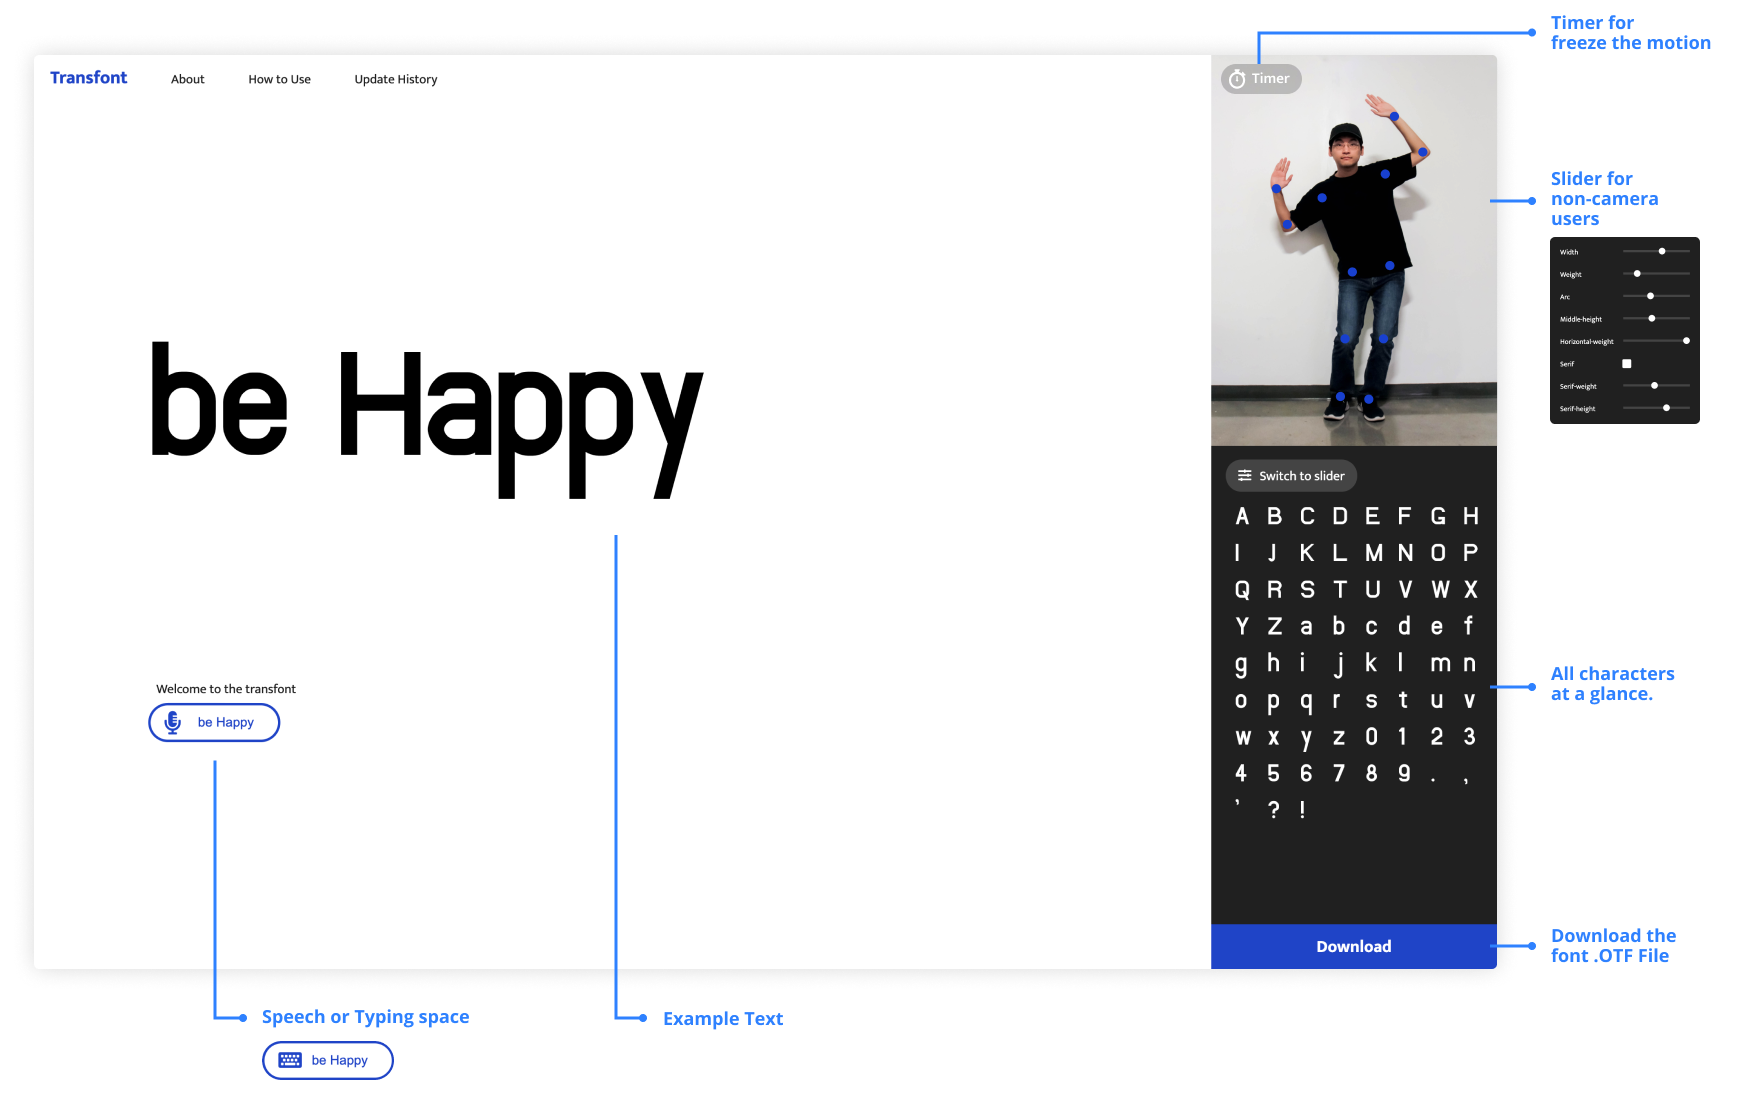 Timer for
freeze the motion
Transfont
About
How to Use
Update History
Timer
Slider for
non-camera
users
Width
Weight
Arc
Middle-height
Horizontal-weight
Serif
Serif-weight
Serif-height
be Happy
Switch to slider
A B C D E F G H
I J K L M N O P
Q R S T U V W X
Y Z a b c d e f
g h i j k l m n
o p q r s t u v
w x y z 0 1 2 3
4 5 6 7 8 9 . ,
' ? !
All characters
at a glance.
Welcome to the transfont
be Happy
Download
Download the
font .OTF File
Speech or Typing space
be Happy
Example Text